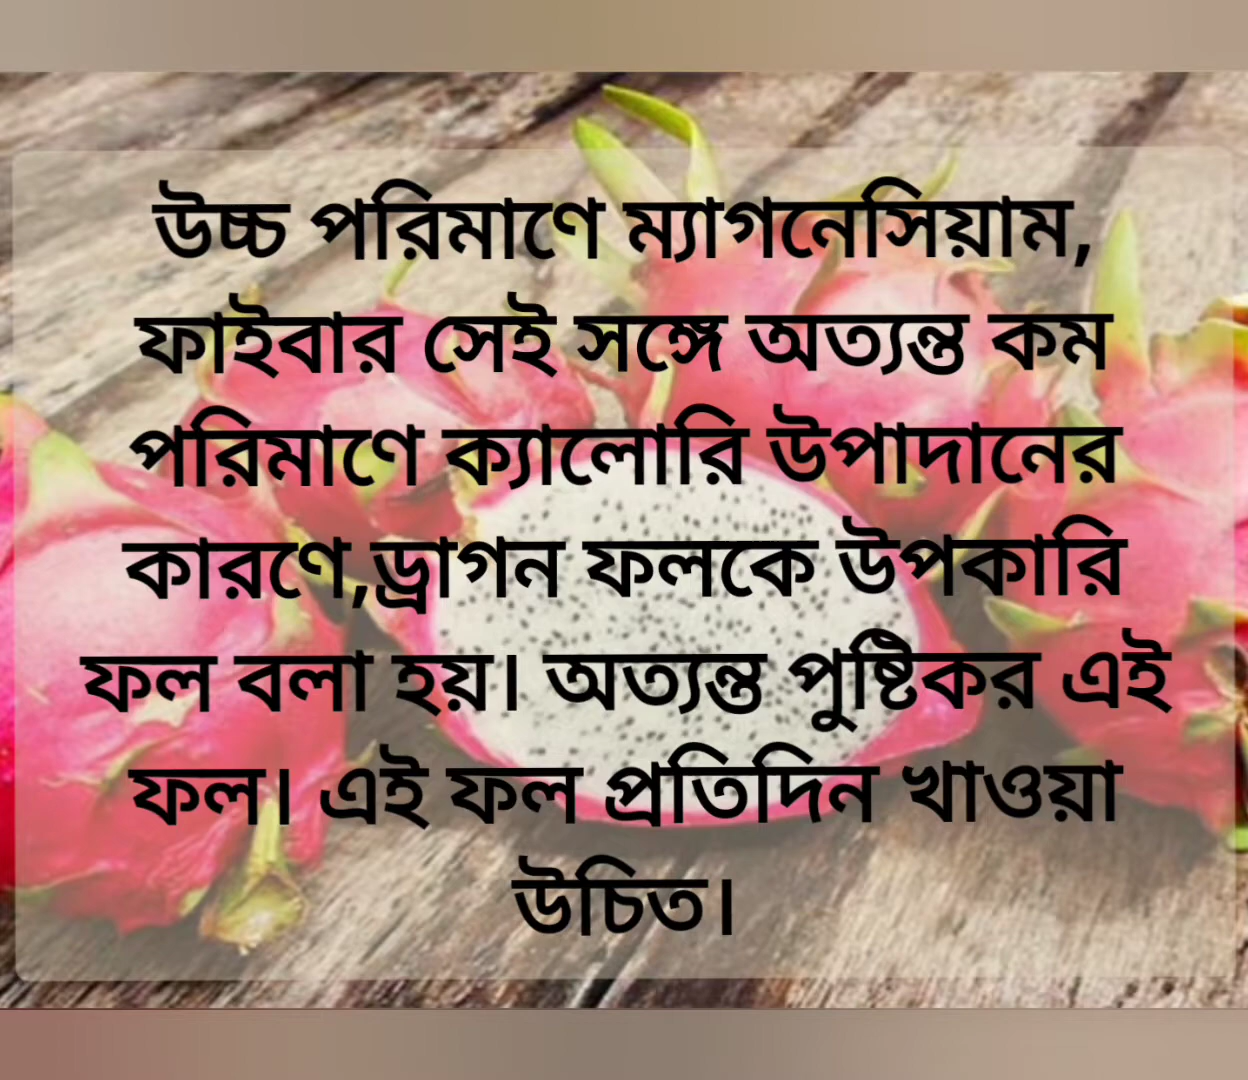 উচ্চ পরিমাণে ম্যাগনেসিয়াম,
ফাইবার সেই সঙ্গে অত্যন্ত কম
পরিমাণে ক্যালোরি উপাদানের
কারণে,ড্রাগন ফলকে উপকারি
ফল বলা হয়। অত্যন্ত পুষ্টিকর এই
ফল। এই ফল প্রতিদিন খাওয়া
উচিত।